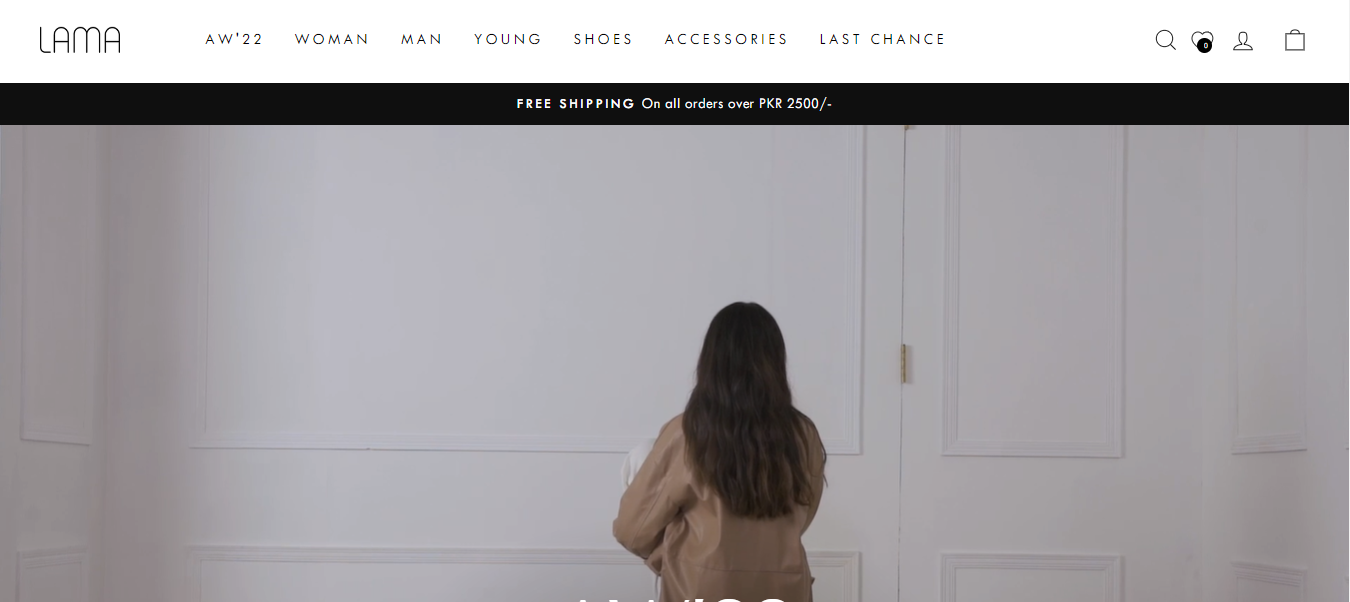 LAMA
AW'22 WOMAN MAN YOUNG SHOES ACCESSORIES LAST CHANCE
0
FREE SHIPPING On all orders over PKR 2500/-